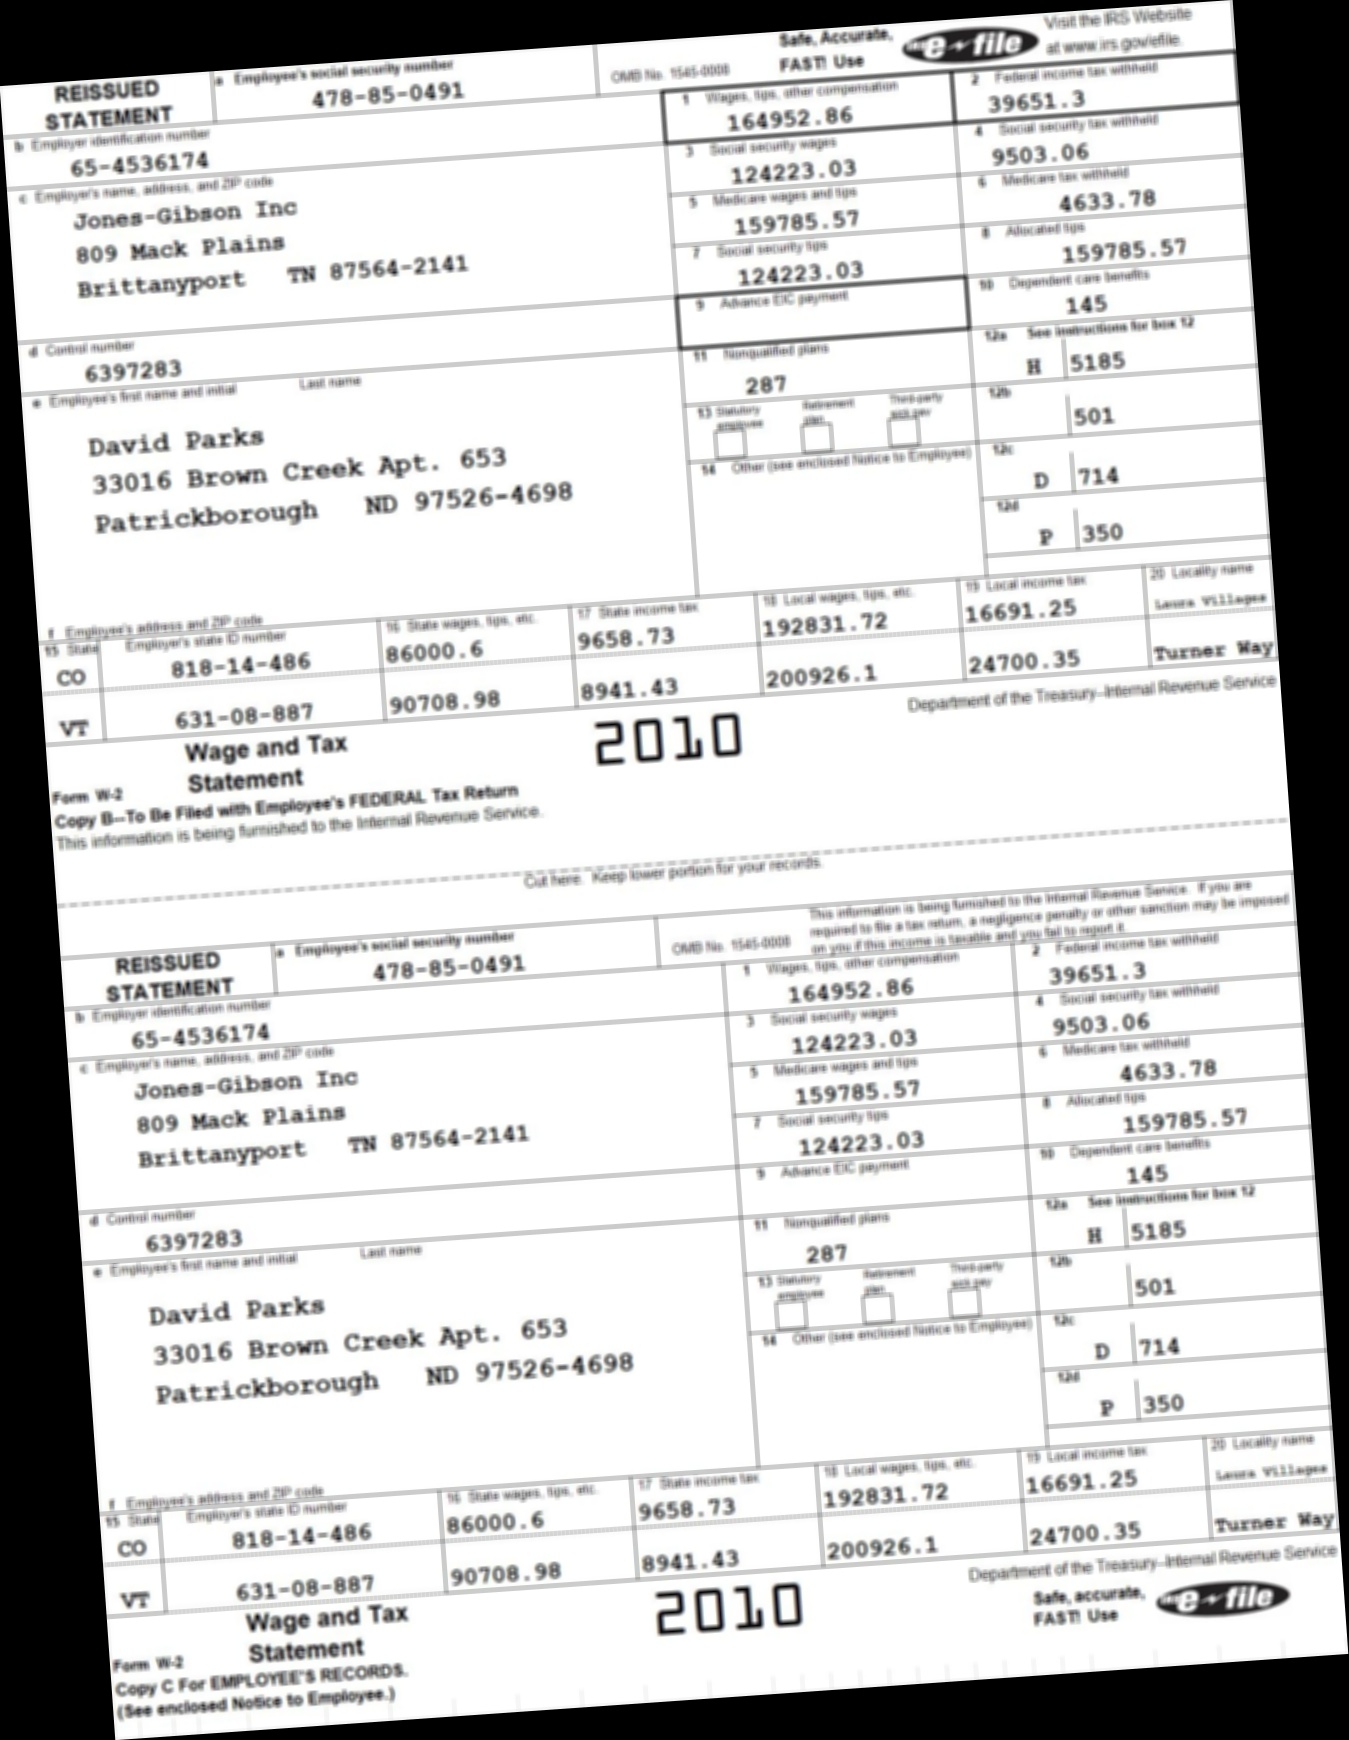 REISSUED
STATEMENT
a Employee's social security number
478-85-0491
OMB No. 1545-0008
Safe, Accurate,
FAST! Use
e file
Visit the IRS Website
at www.irs.gov/efile.
b Employer identification number
65-4536174
1 Wages, tips, other compensation
164952.86
2 Federal income tax withheld
39651.3
c Employer's name, address, and ZIP code
Jones-Gibson Inc
809 Mack Plains
Brittanyport TN 87564-2141
3 Social security wages
124223.03
4 Social security tax withheld
9503.06
5 Medicare wages and tips
159785.57
6 Medicare tax withheld
4633.78
7 Social security tips
124223.03
8 Allocated tips
159785.57
d Control number
6397283
9 Advance EIC payment
10 Dependent care benefits
145
e Employee's first name and initial Last name
David Parks
33016 Brown Creek Apt. 653
Patrickborough ND 97526-4698
11 Nonqualified plans
287
12a See instructions for box 12
H 5185
13 Statutory employee Retirement plan Third-party sick pay
12b
501
14 Other (see enclosed Notice to Employee)
12c
D 714
12d
P 350
f Employee's address and ZIP code
15 State Employer's state ID number 16 State wages, tips, etc. 17 State income tax 18 Local wages, tips, etc. 19 Local income tax 20 Locality name
CO 818-14-486 86000.6 9658.73 192831.72 16691.25 Laura Villages
VT 631-08-887 90708.98 8941.43 200926.1 24700.35 Turner Way
Form W-2
Wage and Tax
Statement
2010
Department of the Treasury--Internal Revenue Service
Copy B--To Be Filed with Employee's FEDERAL Tax Return
This information is being furnished to the Internal Revenue Service.
Cut here. Keep lower portion for your records.
REISSUED
STATEMENT
a Employee's social security number
478-85-0491
OMB No. 1545-0008
This information is being furnished to the Internal Revenue Service. If you are
required to file a tax return, a negligence penalty or other sanction may be imposed
on you if this income is taxable and you fail to report it.
b Employer identification number
65-4536174
1 Wages, tips, other compensation
164952.86
2 Federal income tax withheld
39651.3
c Employer's name, address, and ZIP code
Jones-Gibson Inc
809 Mack Plains
Brittanyport TN 87564-2141
3 Social security wages
124223.03
4 Social security tax withheld
9503.06
5 Medicare wages and tips
159785.57
6 Medicare tax withheld
4633.78
7 Social security tips
124223.03
8 Allocated tips
159785.57
d Control number
6397283
9 Advance EIC payment
10 Dependent care benefits
145
e Employee's first name and initial Last name
David Parks
33016 Brown Creek Apt. 653
Patrickborough ND 97526-4698
11 Nonqualified plans
287
12a See instructions for box 12
H 5185
13 Statutory employee Retirement plan Third-party sick pay
12b
501
14 Other (see enclosed Notice to Employee)
12c
D 714
12d
P 350
f Employee's address and ZIP code
15 State Employer's state ID number 16 State wages, tips, etc. 17 State income tax 18 Local wages, tips, etc. 19 Local income tax 20 Locality name
CO 818-14-486 86000.6 9658.73 192831.72 16691.25 Laura Villages
VT 631-08-887 90708.98 8941.43 200926.1 24700.35 Turner Way
Form W-2
Wage and Tax
Statement
2010
Department of the Treasury--Internal Revenue Service
Safe, accurate,
FAST! Use
e file
Copy C For EMPLOYEE'S RECORDS.
(See enclosed Notice to Employee.)